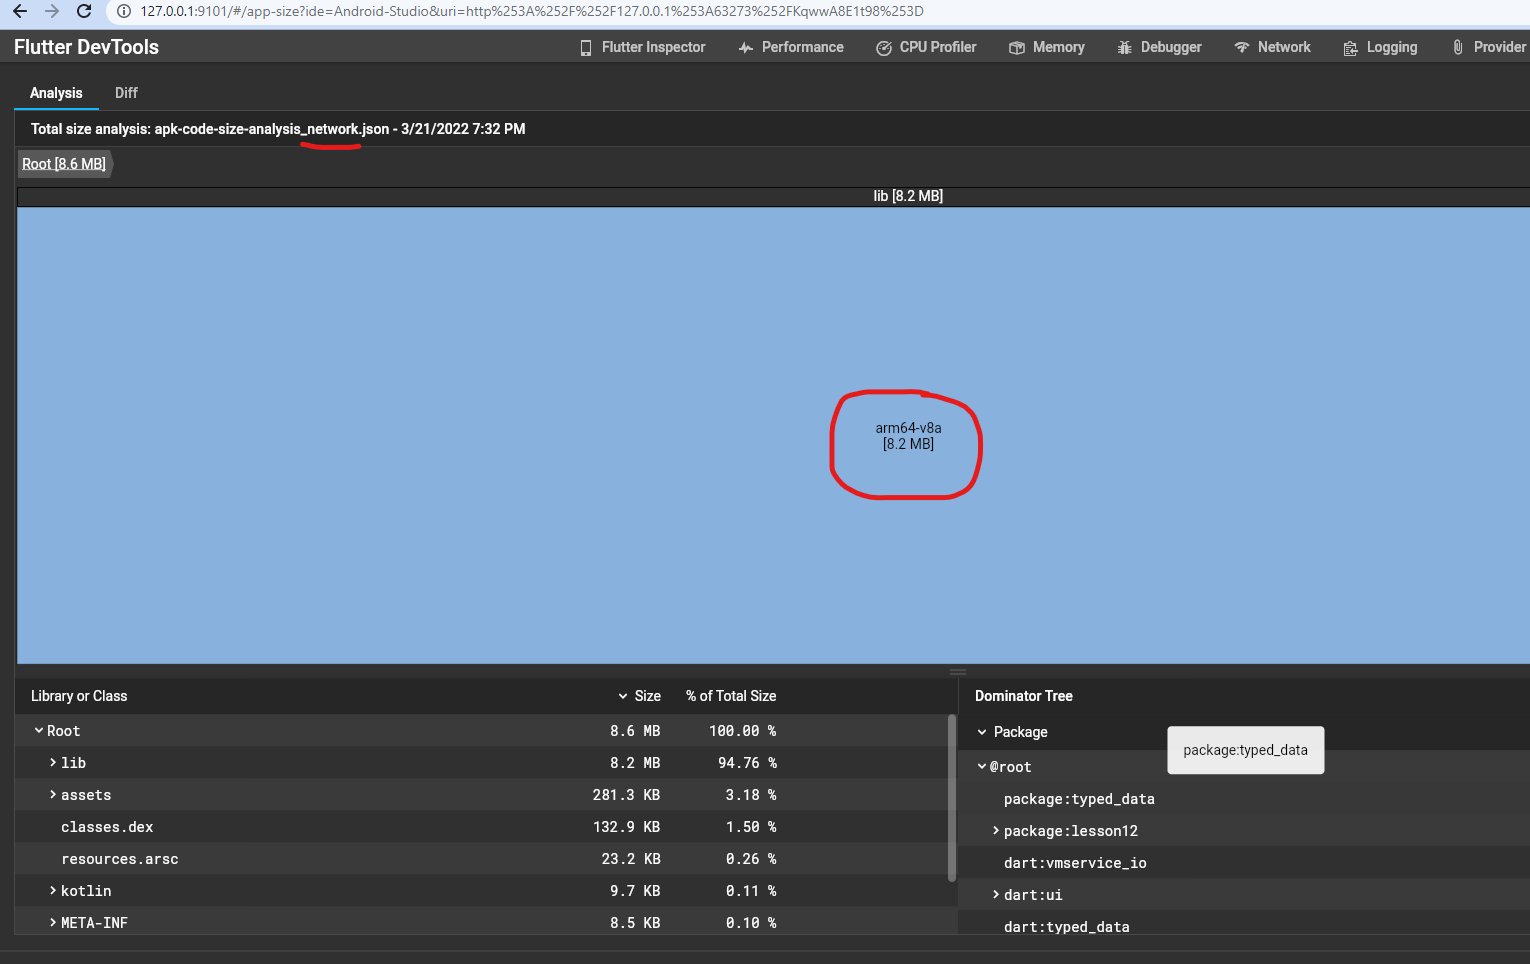 127.0.0.1:9101/#/app-size?ide=Android-Studio&uri=http%253A%252F%252F127.0.0.1%253A63273%252FKqwwA8E1t98%253D
Flutter DevTools Flutter Inspector Performance CPU Profiler Memory Debugger Network Logging Provider
Analysis Diff
Total size analysis: apk-code-size-analysis_network.json - 3/21/2022 7:32 PM
Root [8.6 MB]
lib [8.2 MB]
arm64-v8a
[8.2 MB]
Library or Class Size % of Total Size
Root 8.6 MB 100.00 %
lib 8.2 MB 94.76 %
assets 281.3 KB 3.18 %
classes.dex 132.9 KB 1.50 %
resources.arsc 23.2 KB 0.26 %
kotlin 9.7 KB 0.11 %
META-INF 8.5 KB 0.10 %
Dominator Tree
Package
package:typed_data
@root
package:typed_data
package:lesson12
dart:vmservice_io
dart:ui
dart:typed_data